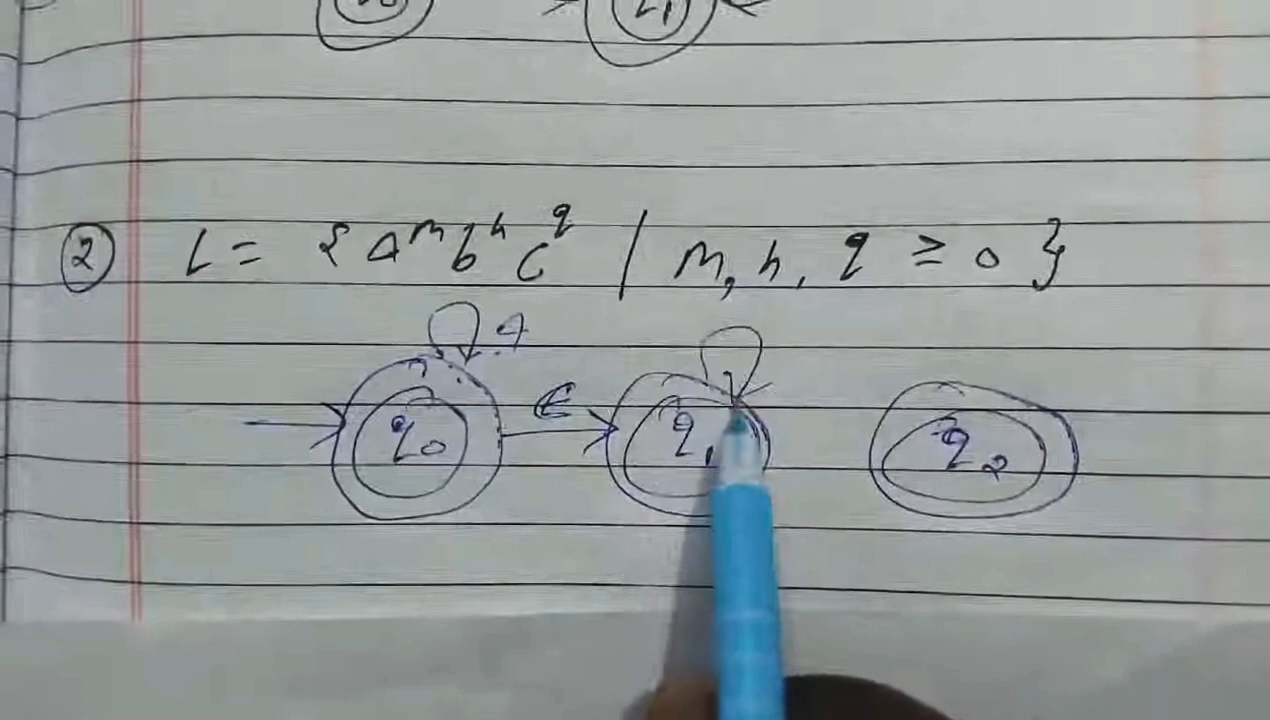 ② L = { a^m b^n c^q / m, n, q ≥ 0 }
a
ε
q₀ q₁ q₂